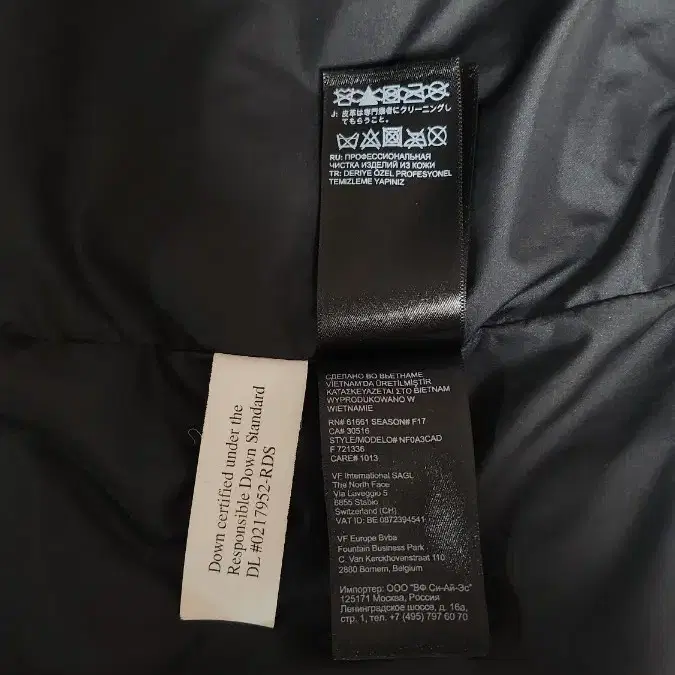 J: 皮革は専門業者にクリーニングし
てもらうこと。
RU: ПРОФЕССИОНАЛЬНАЯ
ЧИСТКА ИЗДЕЛИЙ ИЗ КОЖИ
TR: DERIYE ÖZEL PROFESYONEL
TEMIZLEME YAPINIZ
СДЕЛАНО ВО ВЬЕТНАМЕ
VIETNAM'DA ÜRETILMIŞTIR
ΚΑΤΑΣΚΕΥΑΖΕΤΑΙ ΣΤΟ ΒΙΕΤΝΑΜ
WYPRODUKOWANO W
WIETNAMIE
RN# 61661 SEASON# F17
CA# 30516
STYLE/MODELO# NF0A3CAD
F 721336
CARE# 1013
VF International SAGL
The North Face
Via Laveggio 5
6855 Stabio
Switzerland (CH)
VAT ID: BE 0872394541
VF Europe Bvba
Fountain Business Park
C. Van Kerckhovenstraat 110
2880 Bornem, Belgium
Импортер: ООО "ВФ Си-Ай-Эс"
125171 Москва, Россия
Ленинградское шоссе, д. 16а,
стр. 1, тел. +7 (495) 797 60 70
Down certified under the
Responsible Down Standard
DL #0217952-RDS